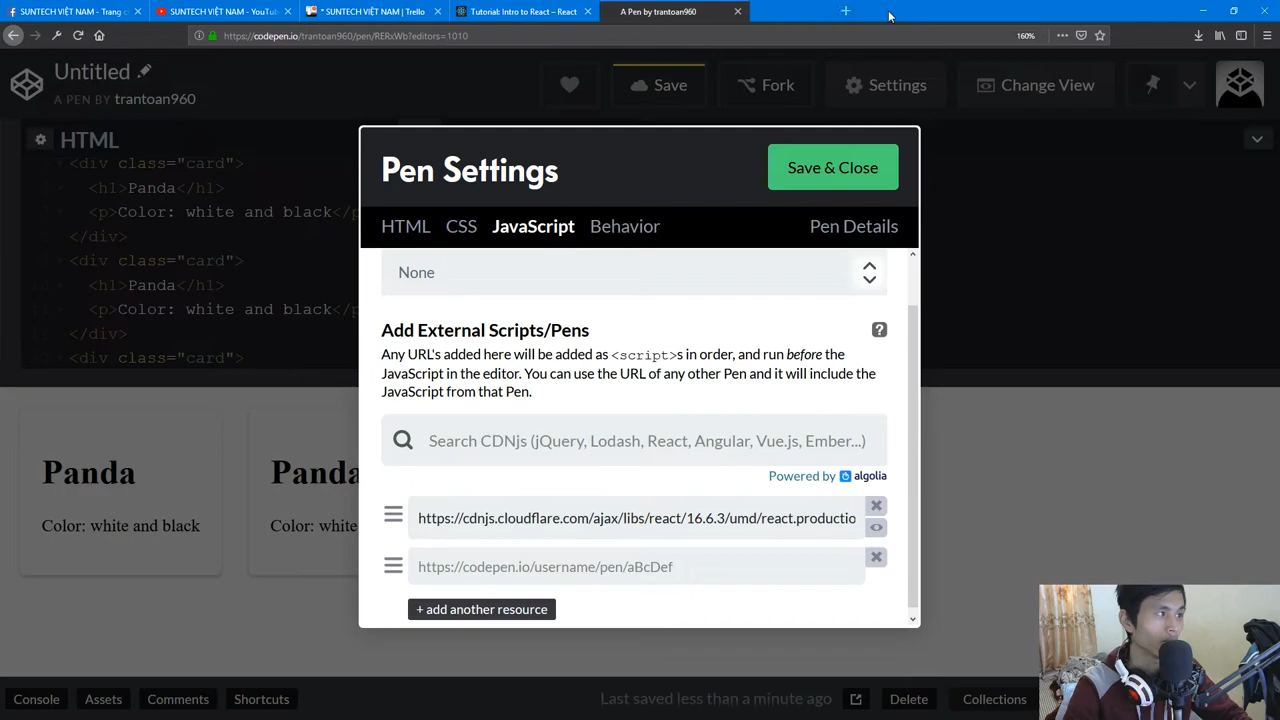 SUNTECH VIỆT NAM - Trang c
SUNTECH VIỆT NAM - YouTu
* SUNTECH VIỆT NAM | Trello
Tutorial: Intro to React – React
A Pen by trantoan960
https://codepen.io/trantoan960/pen/RERxWb?editors=1010
160%
Untitled
A PEN BY trantoan960
Save
Fork
Settings
Change View
HTML
<div class="card">
<h1>Panda</h1>
<p>Color: white and black</p
</div>
<div class="card">
<h1>Panda</h1>
<p>Color: white and black</p
</div>
<div class="card">
Pen Settings
Save & Close
HTML
CSS
JavaScript
Behavior
Pen Details
None
Add External Scripts/Pens
?
Any URL's added here will be added as <script>s in order, and run before the
JavaScript in the editor. You can use the URL of any other Pen and it will include the
JavaScript from that Pen.
Search CDNjs (jQuery, Lodash, React, Angular, Vue.js, Ember...)
Powered by algolia
https://cdnjs.cloudflare.com/ajax/libs/react/16.6.3/umd/react.productio
https://codepen.io/username/pen/aBcDef
+ add another resource
Panda
Color: white and black
Panda
Color: white
Console
Assets
Comments
Shortcuts
Last saved less than a minute ago
Delete
Collections